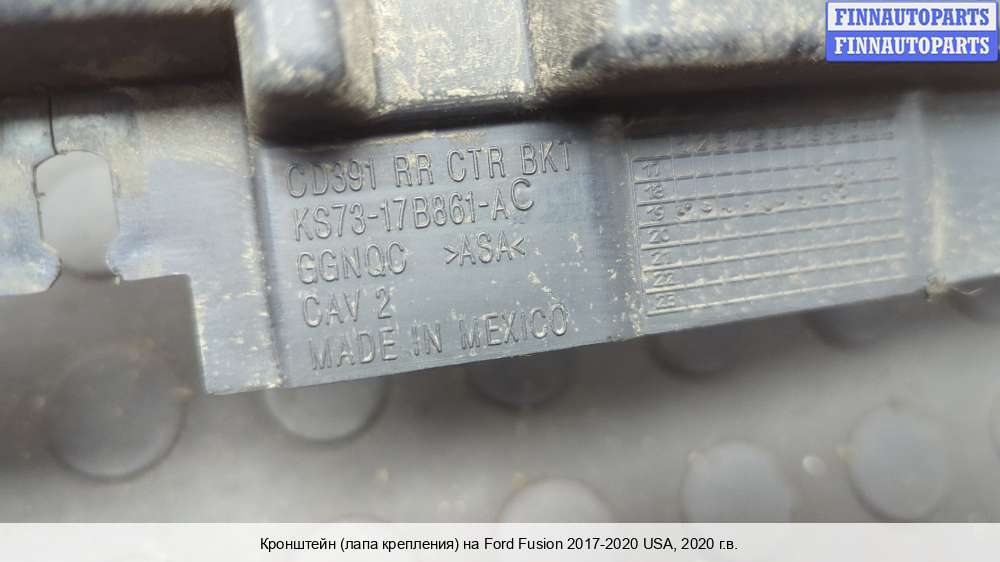 FINNAUTOPARTS
FINNAUTOPARTS
CD391 RR CTR BKT
KS73-17B861-AC
GGNQC >ASA<
CAV 2
MADE IN MEXICO
17
18
19
20
21
22
23
Кронштейн (лапа крепления) на Ford Fusion 2017-2020 USA, 2020 г.в.